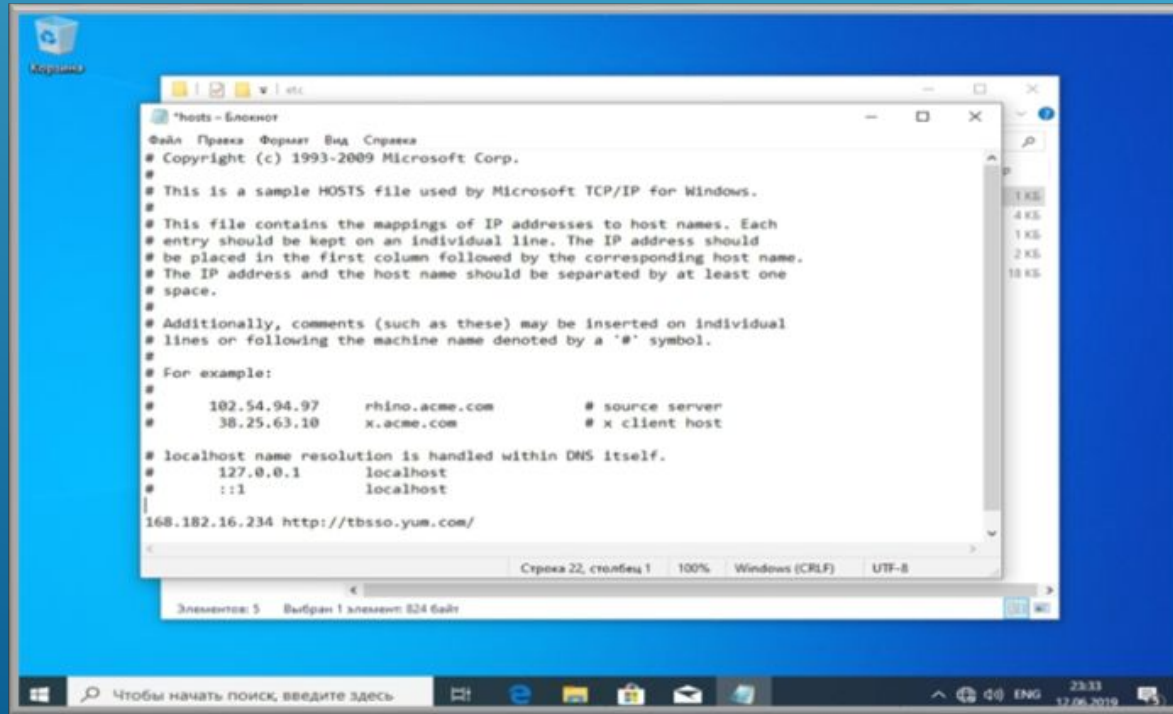 Корзина
etc
*hosts – Блокнот
Файл Правка Формат Вид Справка
# Copyright (c) 1993-2009 Microsoft Corp.
#
# This is a sample HOSTS file used by Microsoft TCP/IP for Windows.
#
# This file contains the mappings of IP addresses to host names. Each
# entry should be kept on an individual line. The IP address should
# be placed in the first column followed by the corresponding host name.
# The IP address and the host name should be separated by at least one
# space.
#
# Additionally, comments (such as these) may be inserted on individual
# lines or following the machine name denoted by a '#' symbol.
#
# For example:
#
# 102.54.94.97 rhino.acme.com # source server
# 38.25.63.10 x.acme.com # x client host
# localhost name resolution is handled within DNS itself.
# 127.0.0.1 localhost
# ::1 localhost
168.182.16.234 http://tbsso.yum.com/
1 КБ
4 КБ
1 КБ
2 КБ
18 КБ
Строка 22, столбец 1 100% Windows (CRLF) UTF-8
Элементов: 5 Выбран 1 элемент: 824 байт
Чтобы начать поиск, введите здесь
ENG
23:33
12.06.2019